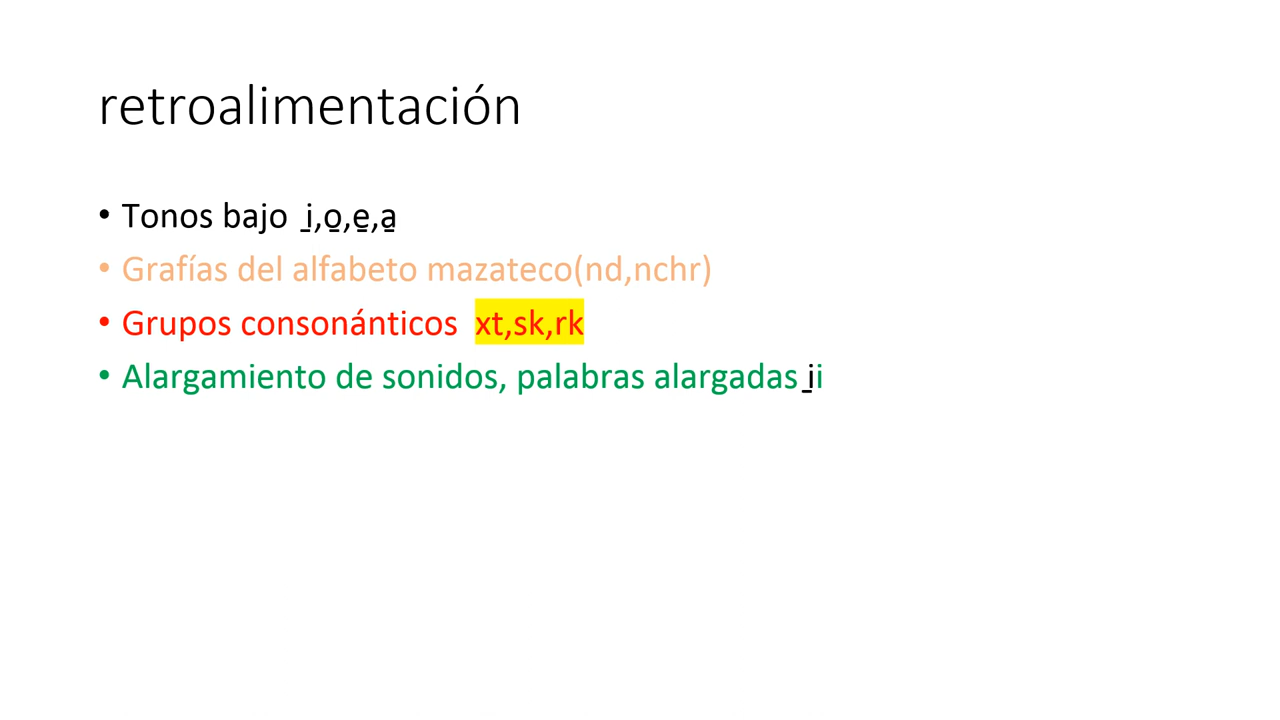 retroalimentación
• Tonos bajo i̱,o̱,e̱,a̱
• Grafías del alfabeto mazateco(nd,nchr)
• Grupos consonánticos xt,sk,rk
• Alargamiento de sonidos, palabras alargadas i̱i